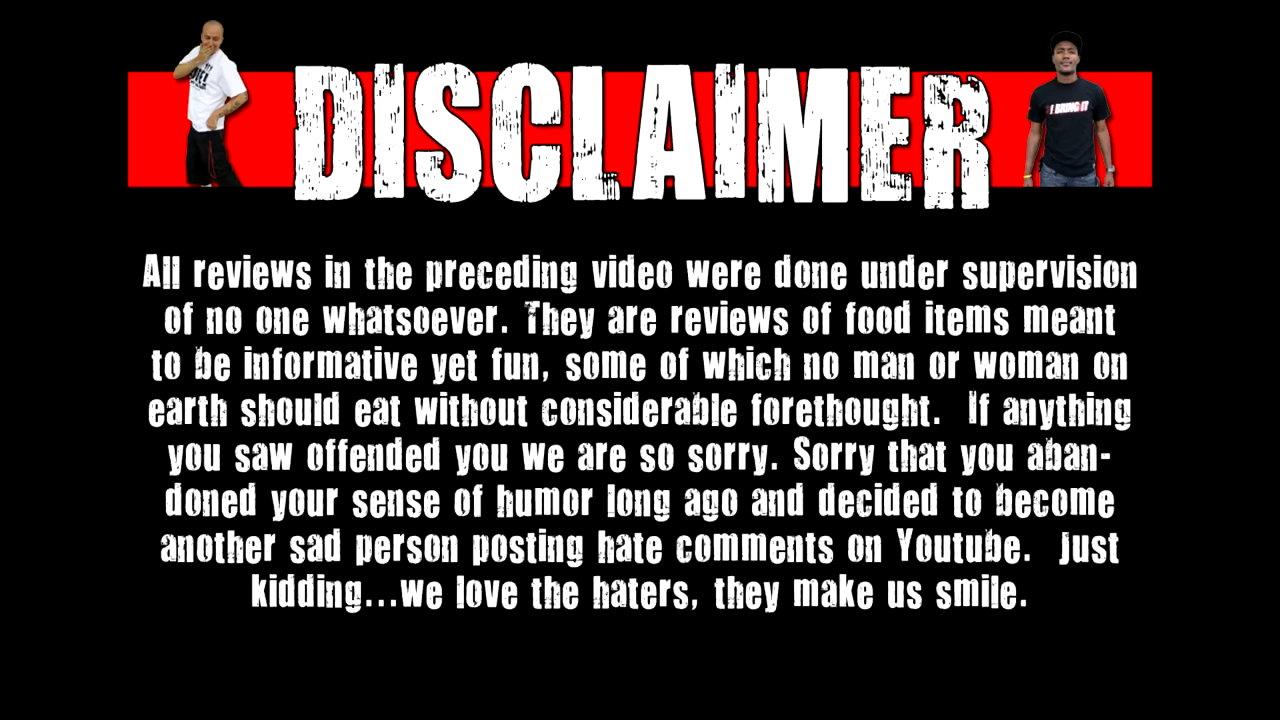 DISCLAIMER
I BRING IT
All reviews in the preceding video were done under supervision
of no one whatsoever. They are reviews of food items meant
to be informative yet fun, some of which no man or woman on
earth should eat without considerable forethought. If anything
you saw offended you we are so sorry. Sorry that you aban-
doned your sense of humor long ago and decided to become
another sad person posting hate comments on Youtube. Just
kidding...we love the haters, they make us smile.